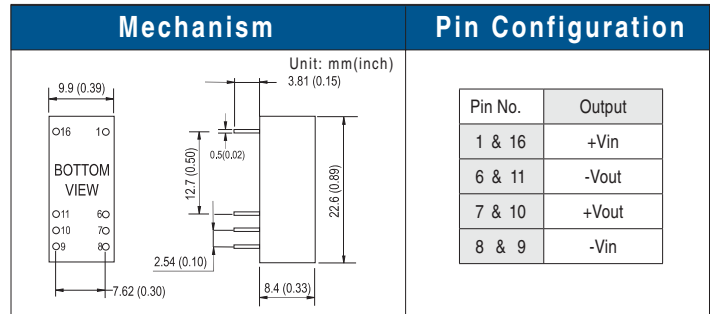 Mechanism
Pin Configuration
Unit: mm(inch)
3.81 (0.15)
9.9 (0.39)
16 1
0.5(0.02)
BOTTOM
VIEW
12.7 (0.50)
22.6 (0.89)
11 6
10 7
9 8
2.54 (0.10)
7.62 (0.30)
8.4 (0.33)
Pin No. Output
1 & 16 +Vin
6 & 11 -Vout
7 & 10 +Vout
8 & 9 -Vin